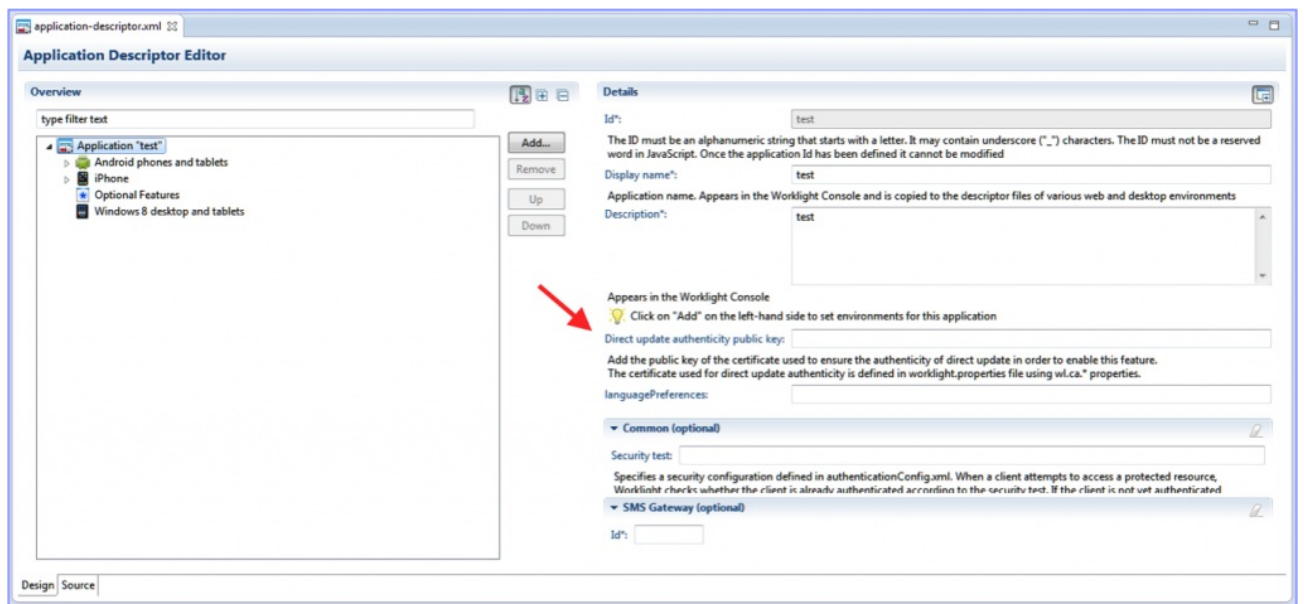 application-descriptor.xml
Application Descriptor Editor
Overview
type filter text
Application "test"
Android phones and tablets
iPhone
Optional Features
Windows 8 desktop and tablets
Add...
Remove
Up
Down
Details
Id*:
test
The ID must be an alphanumeric string that starts with a letter. It may contain underscore ("_") characters. The ID must not be a reserved
word in JavaScript. Once the application Id has been defined it cannot be modified
Display name*:
test
Application name. Appears in the Worklight Console and is copied to the descriptor files of various web and desktop environments
Description*:
test
Appears in the Worklight Console
Click on "Add" on the left-hand side to set environments for this application
Direct update authenticity public key:
Add the public key of the certificate used to ensure the authenticity of direct update in order to enable this feature.
The certificate used for direct update authenticity is defined in worklight.properties file using wl.ca.* properties.
languagePreferences:
Common (optional)
Security test:
Specifies a security configuration defined in authenticationConfig.xml. When a client attempts to access a protected resource,
Worklight checks whether the client is already authenticated according to the security test. If the client is not yet authenticated
SMS Gateway (optional)
Id*:
Design
Source